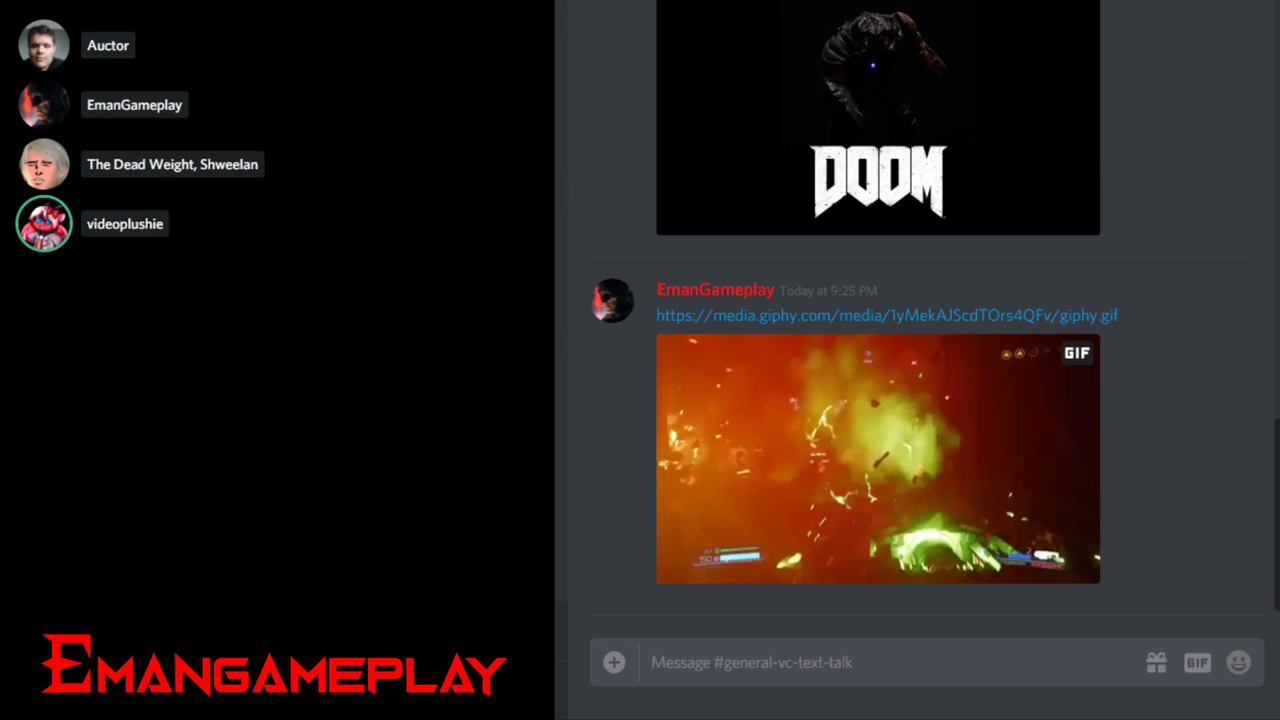 Auctor
EmanGameplay
The Dead Weight, Shweelan
videoplushie
EMANGAMEPLAY
DOOM
EmanGameplay Today at 9:25 PM
https://media.giphy.com/media/1yMekAJScdTOrs4QFv/giphy.gif
GIF
Message #general-vc-text-talk
GIF